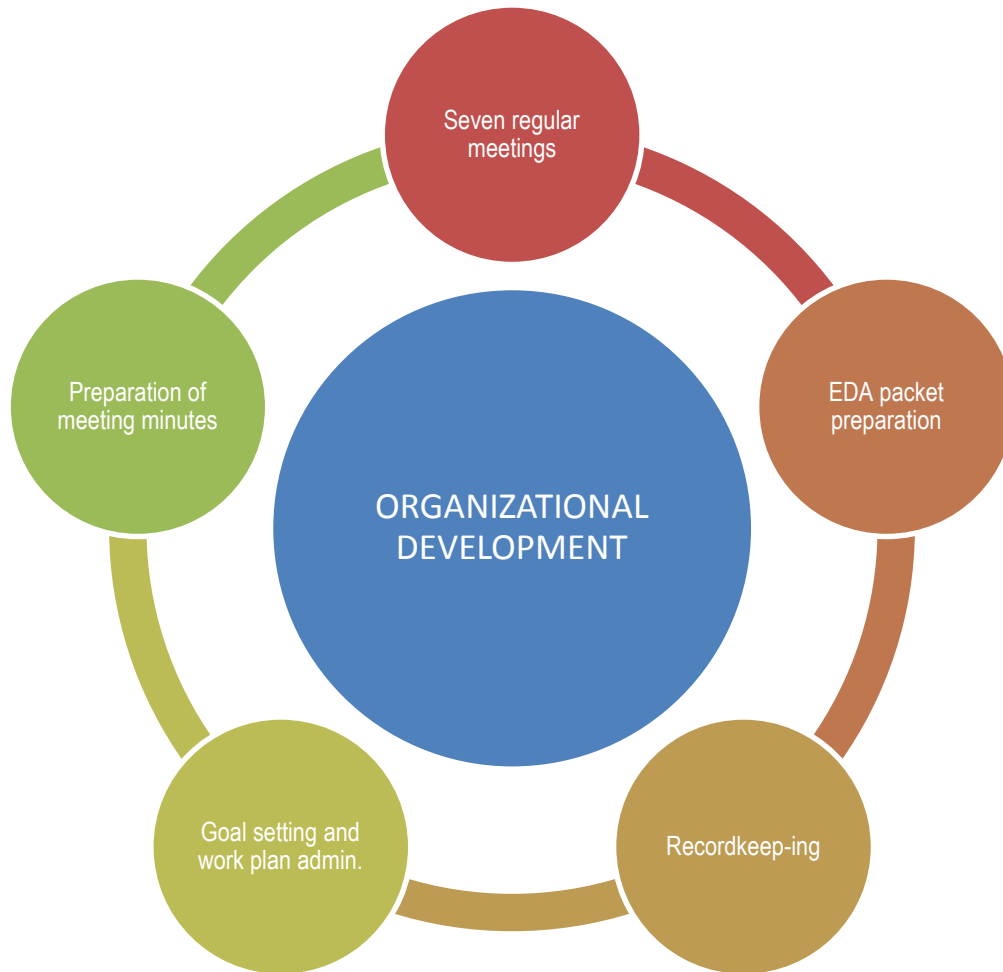 Seven regular
meetings
EDA packet
preparation
Recordkeep-ing
Goal setting and
work plan admin.
Preparation of
meeting minutes
ORGANIZATIONAL
DEVELOPMENT